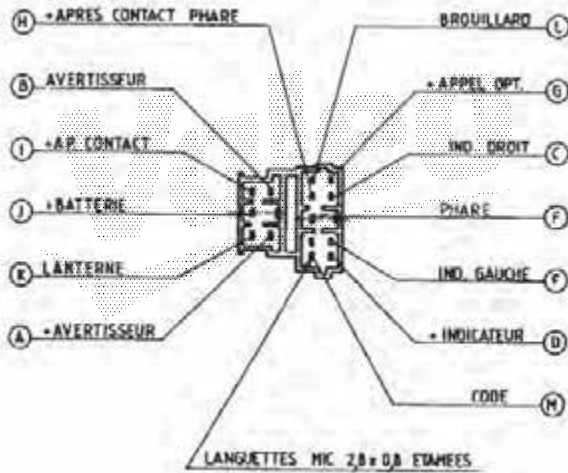 H +APRES CONTACT PHARE
B AVERTISSEUR
I +AP. CONTACT
J +BATTERIE
K LANTERNE
A +AVERTISSEUR
BROUILLARD L
+APPEL OPT. G
IND. DROIT C
PHARE F
IND. GAUCHE F
+INDICATEUR D
CODE M
LANGUETTES MIC 2,8 x 0,8 ETAMEES
Valeo